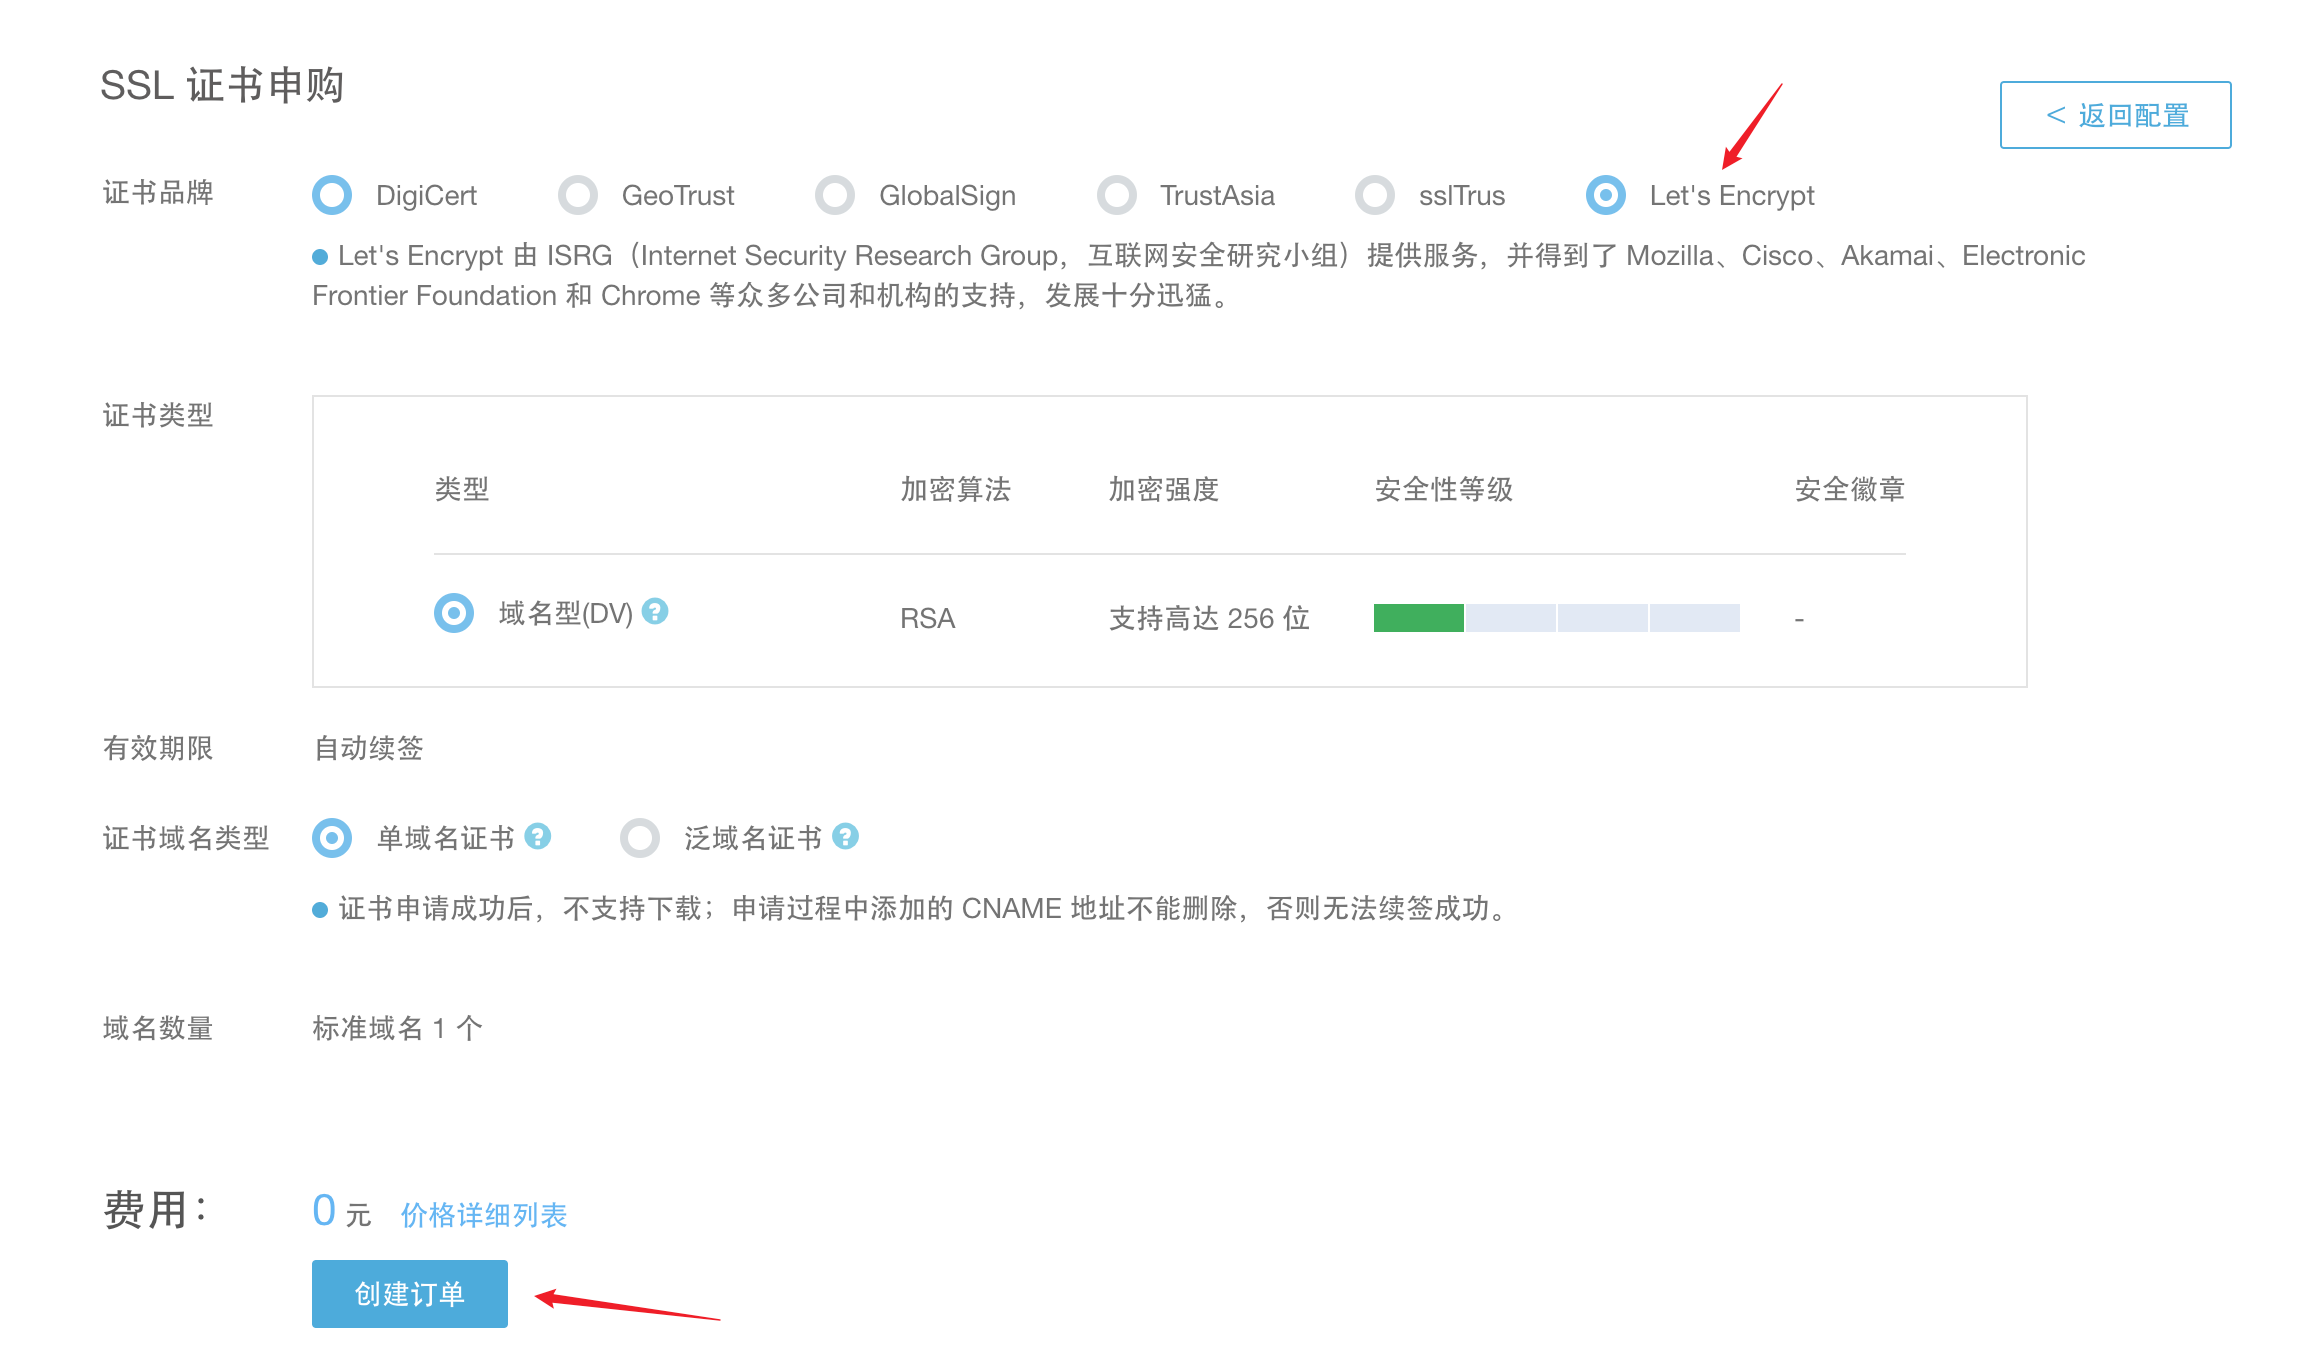 SSL 证书申购
< 返回配置
证书品牌
DigiCert GeoTrust GlobalSign TrustAsia sslTrus Let's Encrypt
Let's Encrypt 由 ISRG（Internet Security Research Group，互联网安全研究小组）提供服务，并得到了 Mozilla、Cisco、Akamai、Electronic
Frontier Foundation 和 Chrome 等众多公司和机构的支持，发展十分迅猛。
证书类型
类型 加密算法 加密强度 安全性等级 安全徽章
域名型(DV) ? RSA 支持高达 256 位 -
有效期限 自动续签
证书域名类型 单域名证书 ? 泛域名证书 ?
证书申请成功后，不支持下载；申请过程中添加的 CNAME 地址不能删除，否则无法续签成功。
域名数量 标准域名 1 个
费用： 0 元 价格详细列表
创建订单